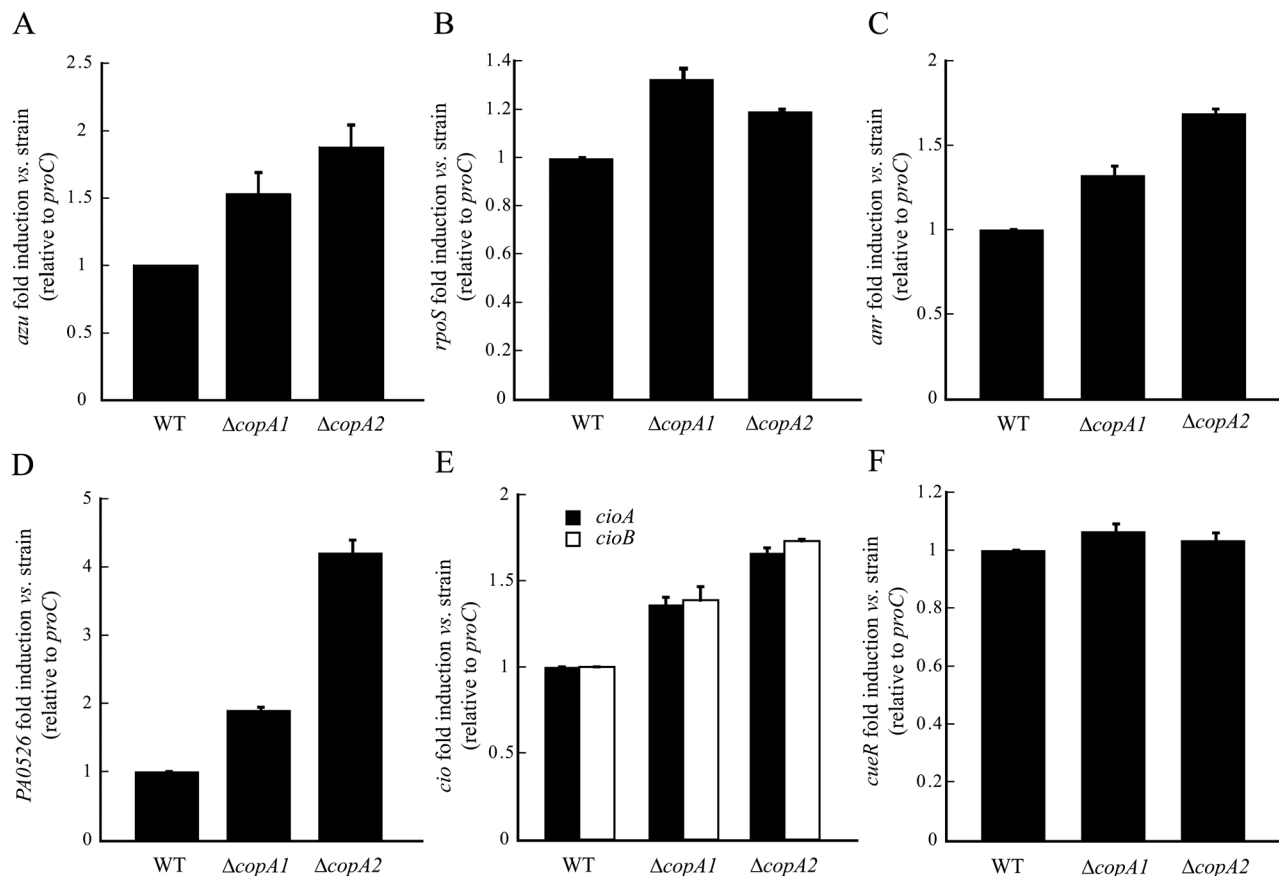 A
azu fold induction vs. strain
(relative to proC)
2.5
2
1.5
1
0.5
0
WT
ΔcopA1
ΔcopA2
B
rpoS fold induction vs. strain
(relative to proC)
1.4
1.2
1
0.8
0.6
0.4
0.2
0
WT
ΔcopA1
ΔcopA2
C
anr fold induction vs. strain
(relative to proC)
2
1.5
1
0.5
0
WT
ΔcopA1
ΔcopA2
D
PA0526 fold induction vs. strain
(relative to proC)
5
4
3
2
1
0
WT
ΔcopA1
ΔcopA2
E
cio fold induction vs. strain
(relative to proC)
2
1.5
1
0.5
0
cioA
cioB
WT
ΔcopA1
ΔcopA2
F
cueR fold induction vs. strain
(relative to proC)
1.2
1
0.8
0.6
0.4
0.2
0
WT
ΔcopA1
ΔcopA2